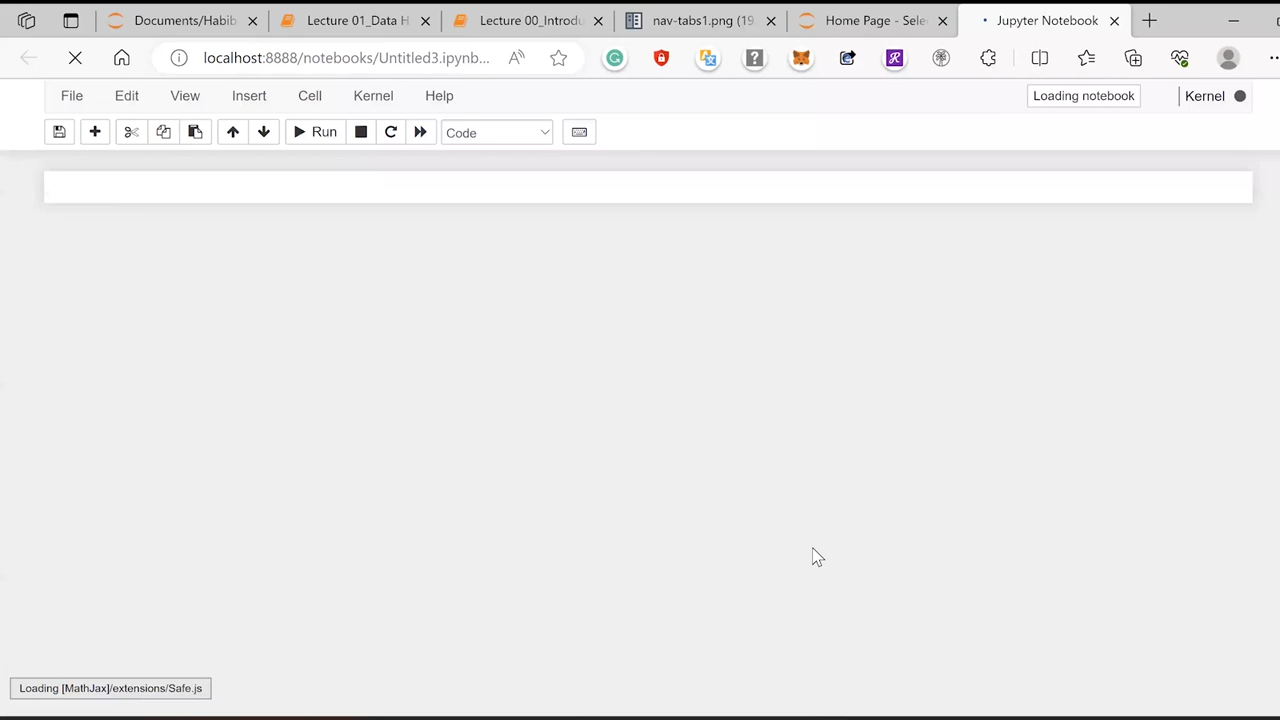 Documents/Habib
Lecture 01_Data H
Lecture 00_Introdu
nav-tabs1.png (19
Home Page - Sele
Jupyter Notebook
localhost:8888/notebooks/Untitled3.ipynb...
File Edit View Insert Cell Kernel Help
Loading notebook
Kernel
Run
Code
Loading [MathJax]/extensions/Safe.js